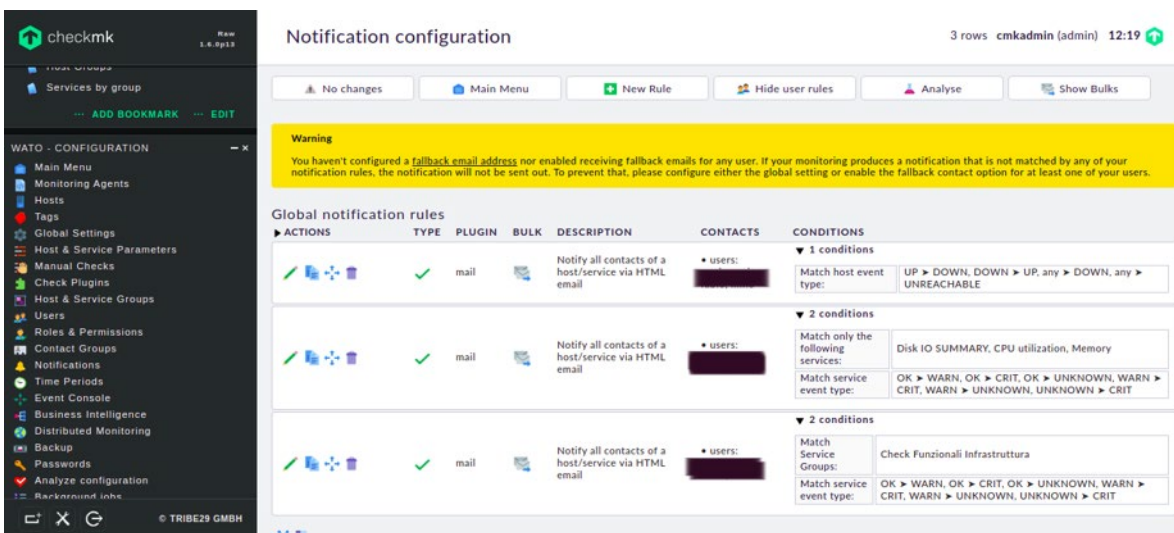 checkmk
Raw
1.6.0p13
Host Groups
Services by group
··· ADD BOOKMARK ··· EDIT
WATO - CONFIGURATION
Main Menu
Monitoring Agents
Hosts
Tags
Global Settings
Host & Service Parameters
Manual Checks
Check Plugins
Host & Service Groups
Users
Roles & Permissions
Contact Groups
Notifications
Time Periods
Event Console
Business Intelligence
Distributed Monitoring
Backup
Passwords
Analyze configuration
Background jobs
© TRIBE29 GMBH
Notification configuration
3 rows cmkadmin (admin) 12:19
No changes
Main Menu
New Rule
Hide user rules
Analyse
Show Bulks
Warning
You haven't configured a fallback email address nor enabled receiving fallback emails for any user. If your monitoring produces a notification that is not matched by any of your
notification rules, the notification will not be sent out. To prevent that, please configure either the global setting or enable the fallback contact option for at least one of your users.
Global notification rules
ACTIONS TYPE PLUGIN BULK DESCRIPTION CONTACTS CONDITIONS
1 conditions
mail
Notify all contacts of a
host/service via HTML
email
• users:
Match host event
type:
UP ➤ DOWN, DOWN ➤ UP, any ➤ DOWN, any ➤
UNREACHABLE
2 conditions
mail
Notify all contacts of a
host/service via HTML
email
• users:
Match only the
following
services:
Disk IO SUMMARY, CPU utilization, Memory
Match service
event type:
OK ➤ WARN, OK ➤ CRIT, OK ➤ UNKNOWN, WARN ➤
CRIT, WARN ➤ UNKNOWN, UNKNOWN ➤ CRIT
2 conditions
mail
Notify all contacts of a
host/service via HTML
email
• users:
Match
Service
Groups:
Check Funzionali Infrastruttura
Match service
event type:
OK ➤ WARN, OK ➤ CRIT, OK ➤ UNKNOWN, WARN ➤
CRIT, WARN ➤ UNKNOWN, UNKNOWN ➤ CRIT